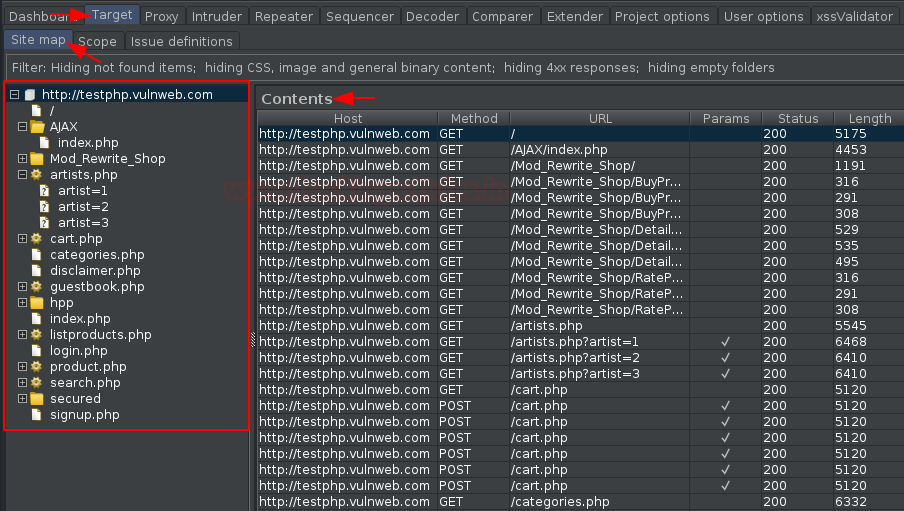 Dashboard Target Proxy Intruder Repeater Sequencer Decoder Comparer Extender Project options User options xssValidator
Site map Scope Issue definitions
Filter: Hiding not found items; hiding CSS, image and general binary content; hiding 4xx responses; hiding empty folders
http://testphp.vulnweb.com
/
AJAX
index.php
Mod_Rewrite_Shop
artists.php
artist=1
artist=2
artist=3
cart.php
categories.php
disclaimer.php
guestbook.php
hpp
index.php
listproducts.php
login.php
product.php
search.php
secured
signup.php
Contents
Host Method URL Params Status Length
http://testphp.vulnweb.com GET / 200 5175
http://testphp.vulnweb.com GET /AJAX/index.php 200 4453
http://testphp.vulnweb.com GET /Mod_Rewrite_Shop/ 200 1191
http://testphp.vulnweb.com GET /Mod_Rewrite_Shop/BuyPr... 200 316
http://testphp.vulnweb.com GET /Mod_Rewrite_Shop/BuyPr... 200 291
http://testphp.vulnweb.com GET /Mod_Rewrite_Shop/BuyPr... 200 308
http://testphp.vulnweb.com GET /Mod_Rewrite_Shop/Detail... 200 529
http://testphp.vulnweb.com GET /Mod_Rewrite_Shop/Detail... 200 535
http://testphp.vulnweb.com GET /Mod_Rewrite_Shop/Detail... 200 495
http://testphp.vulnweb.com GET /Mod_Rewrite_Shop/RateP... 200 316
http://testphp.vulnweb.com GET /Mod_Rewrite_Shop/RateP... 200 291
http://testphp.vulnweb.com GET /Mod_Rewrite_Shop/RateP... 200 308
http://testphp.vulnweb.com GET /artists.php 200 5545
http://testphp.vulnweb.com GET /artists.php?artist=1 ✓ 200 6468
http://testphp.vulnweb.com GET /artists.php?artist=2 ✓ 200 6410
http://testphp.vulnweb.com GET /artists.php?artist=3 ✓ 200 6410
http://testphp.vulnweb.com GET /cart.php 200 5120
http://testphp.vulnweb.com POST /cart.php ✓ 200 5120
http://testphp.vulnweb.com POST /cart.php ✓ 200 5120
http://testphp.vulnweb.com POST /cart.php ✓ 200 5120
http://testphp.vulnweb.com POST /cart.php ✓ 200 5120
http://testphp.vulnweb.com POST /cart.php ✓ 200 5120
http://testphp.vulnweb.com POST /cart.php ✓ 200 5120
http://testphp.vulnweb.com GET /categories.php 200 6332